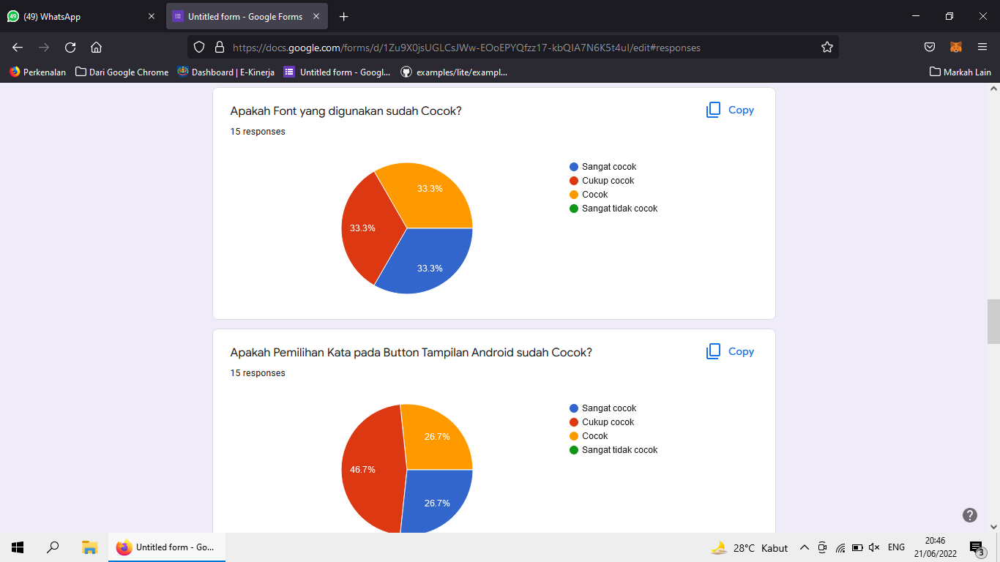 49
(49) WhatsApp
Untitled form - Google Forms
https://docs.google.com/forms/d/1Zu9X0jsUGLCsJWw-EOoEPYQfzz17-kbQIA7N6K5t4uI/edit#responses
Perkenalan
Dari Google Chrome
Dashboard | E-Kinerja
Untitled form - Googl...
examples/lite/exampl...
Markah Lain
Apakah Font yang digunakan sudah Cocok?
Copy
15 responses
33.3%
33.3%
33.3%
Sangat cocok
Cukup cocok
Cocok
Sangat tidak cocok
Apakah Pemilihan Kata pada Button Tampilan Android sudah Cocok?
Copy
15 responses
26.7%
46.7%
26.7%
Sangat cocok
Cukup cocok
Cocok
Sangat tidak cocok
?
Untitled form - Go...
28°C Kabut
ENG
20:46
21/06/2022
3